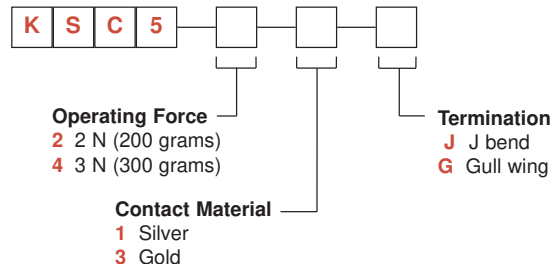 K S C 5
Operating Force
2 2 N (200 grams)
4 3 N (300 grams)
Termination
J J bend
G Gull wing
Contact Material
1 Silver
3 Gold